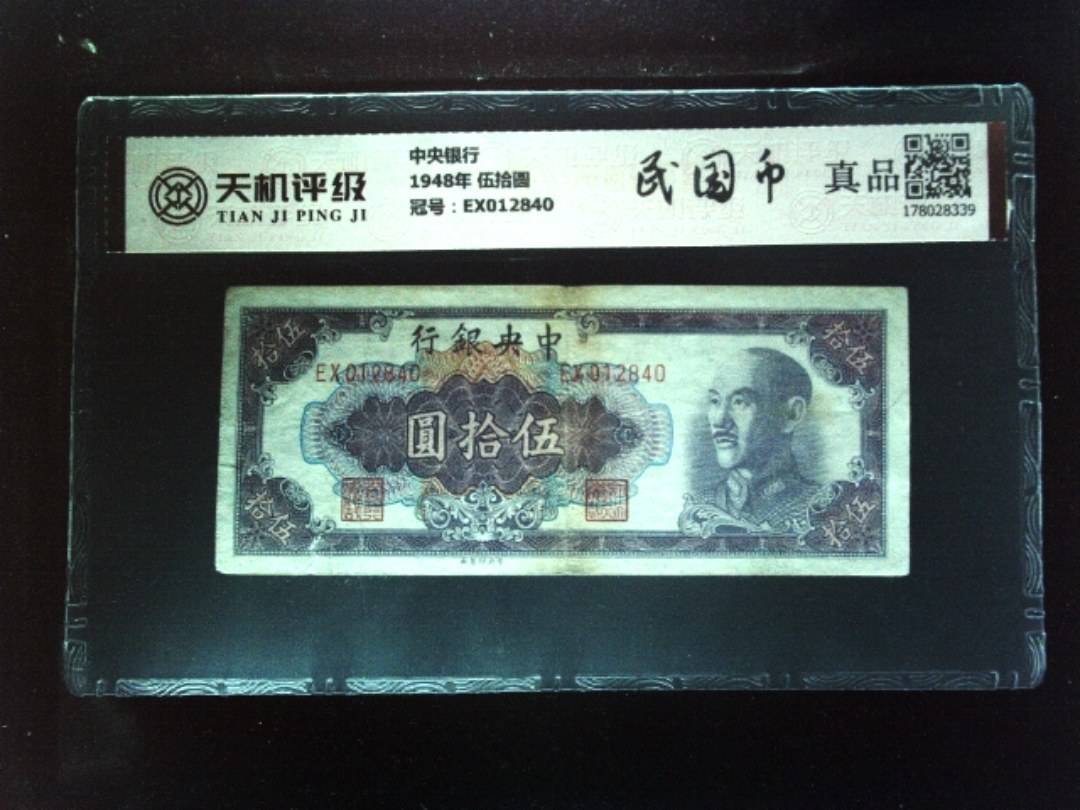 天机评级
TIAN JI PING JI
中央银行
1948年 伍拾圆
冠号：EX012840
民国币
真品
178028339
行銀央中
EX012840
EX012840
圓拾伍
拾伍
拾伍
拾伍
拾伍